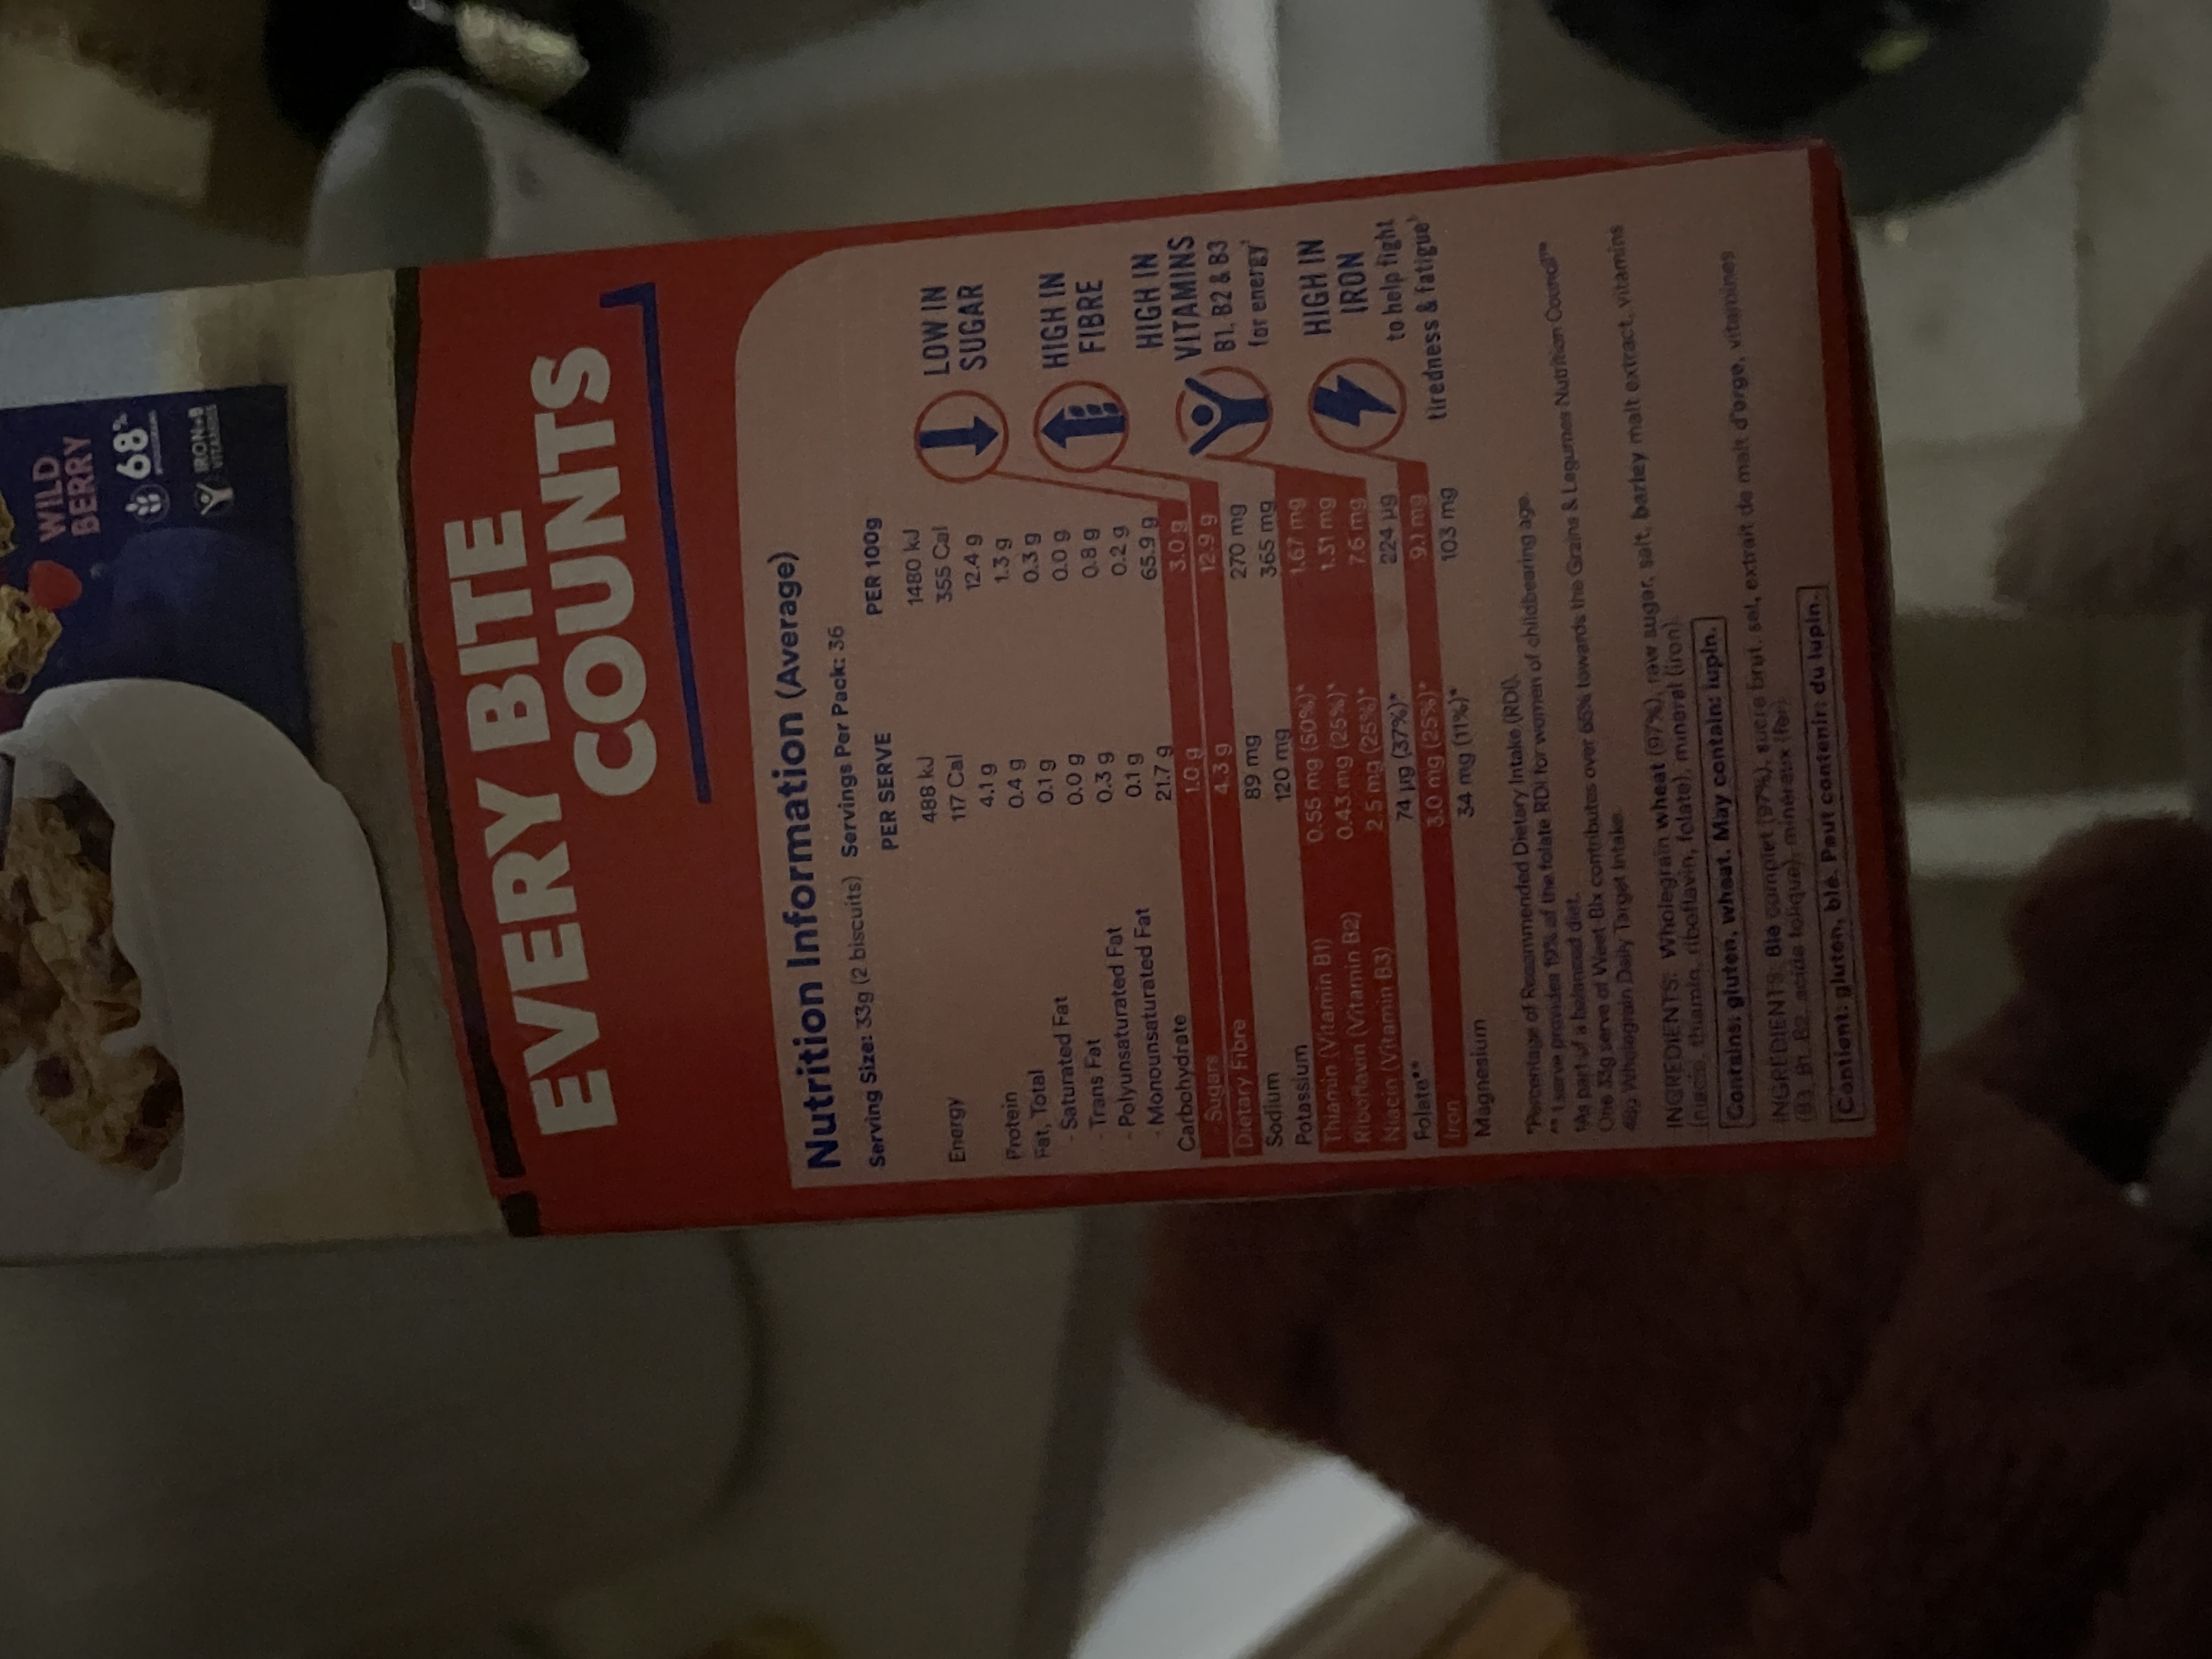 WILD
BERRY
68%
WHOLEGRAIN
IRON+B
VITAMINS
EVERY BITE
COUNTS
Nutrition Information (Average)
Serving Size: 33g (2 biscuits) Servings Per Pack: 36
PER SERVE PER 100g
Energy 488 kJ 1480 kJ
117 Cal 355 Cal
Protein 4.1 g 12.4 g
Fat, Total 0.4 g 1.3 g
- Saturated Fat 0.1 g 0.3 g
- Trans Fat 0.0 g 0.0 g
- Polyunsaturated Fat 0.3 g 0.8 g
- Monounsaturated Fat 0.1 g 0.2 g
Carbohydrate 21.7 g 65.9 g
- Sugars 1.0 g 3.0 g
Dietary Fibre 4.3 g 12.9 g
Sodium 89 mg 270 mg
Potassium 120 mg 365 mg
Thiamin (Vitamin B1) 0.55 mg (50%)* 1.67 mg
Riboflavin (Vitamin B2) 0.43 mg (25%)* 1.31 mg
Niacin (Vitamin B3) 2.5 mg (25%)* 7.6 mg
Folate** 74 µg (37%)* 224 µg
Iron 3.0 mg (25%)* 9.1 mg
Magnesium 34 mg (11%)* 103 mg
LOW IN
SUGAR
HIGH IN
FIBRE
HIGH IN
VITAMINS
B1, B2 & B3
for energy†
HIGH IN
IRON
to help fight
tiredness & fatigue†
*Percentage of Recommended Dietary Intake (RDI).
** 1 serve provides 19% of the folate RDI for women of childbearing age.
†As part of a balanced diet.
One 33g serve of Weet-Bix contributes over 65% towards the Grains & Legumes Nutrition Council™
48g Wholegrain Daily Target Intake.
INGREDIENTS: Wholegrain wheat (97%), raw sugar, salt, barley malt extract, vitamins
(niacin, thiamin, riboflavin, folate), mineral (iron).
Contains: gluten, wheat. May contain: lupin.
INGRÉDIENTS: Blé complet (97%), sucre brut, sel, extrait de malt d'orge, vitamines
(B3, B1, B2, acide folique), minéraux (fer).
Contient: gluten, blé. Peut contenir: du lupin.